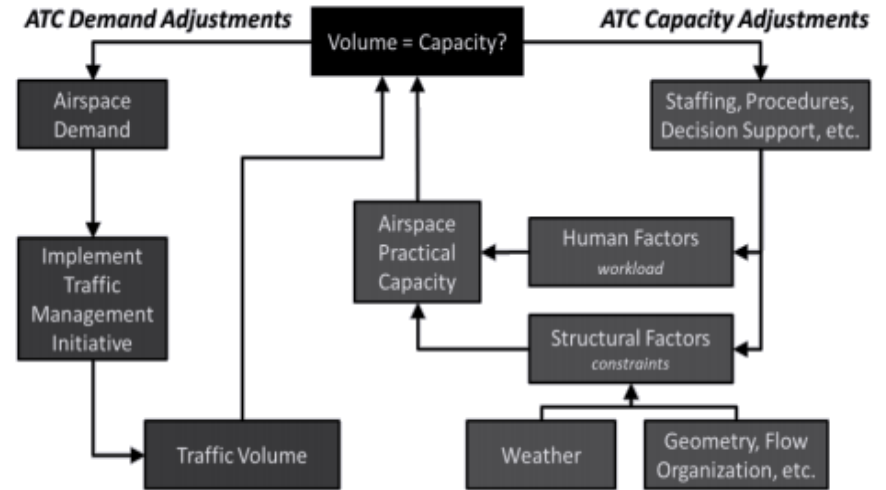 ATC Demand Adjustments
Volume = Capacity?
ATC Capacity Adjustments
Airspace
Demand
Staffing, Procedures,
Decision Support, etc.
Implement
Traffic
Management
Initiative
Airspace
Practical
Capacity
Human Factors
workload
Structural Factors
constraints
Traffic Volume
Weather
Geometry, Flow
Organization, etc.